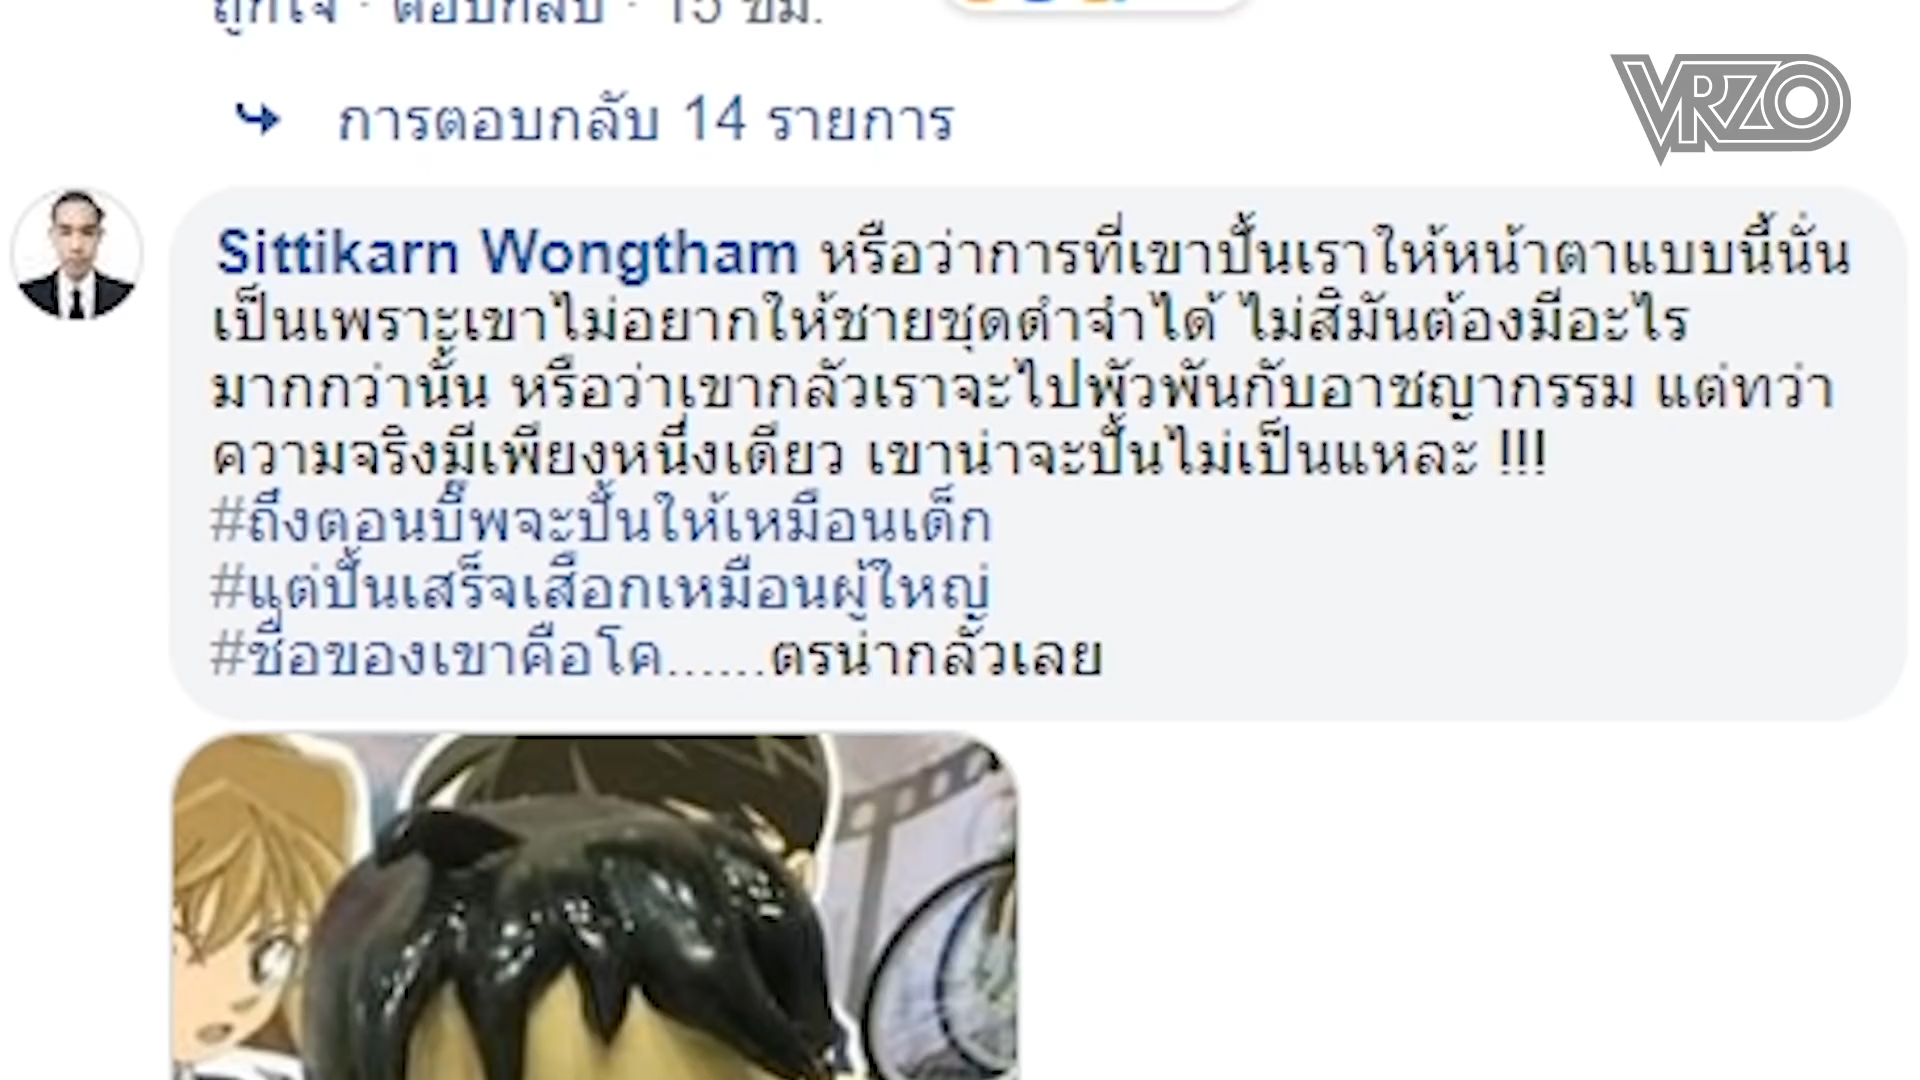 ถูกใจ · ตอบกลับ · 15 ชม.
VRZO
การตอบกลับ 14 รายการ
Sittikarn Wongtham หรือว่าการที่เขาปั้นเราให้หน้าตาแบบนี้นั่น
เป็นเพราะเขาไม่อยากให้ชายชุดดำจำได้ ไม่สิมันต้องมีอะไร
มากกว่านั้น หรือว่าเขากลัวเราจะไปพัวพันกับอาชญากรรม แต่ทว่า
ความจริงมีเพียงหนึ่งเดียว เขาน่าจะปั้นไม่เป็นแหละ !!!
#ถึงตอนบี๊พจะปั้นให้เหมือนเด็ก
#แต่ปั้นเสร็จเสือกเหมือนผู้ใหญ่
#ชื่อของเขาคือโค......ตรน่ากลัวเลย